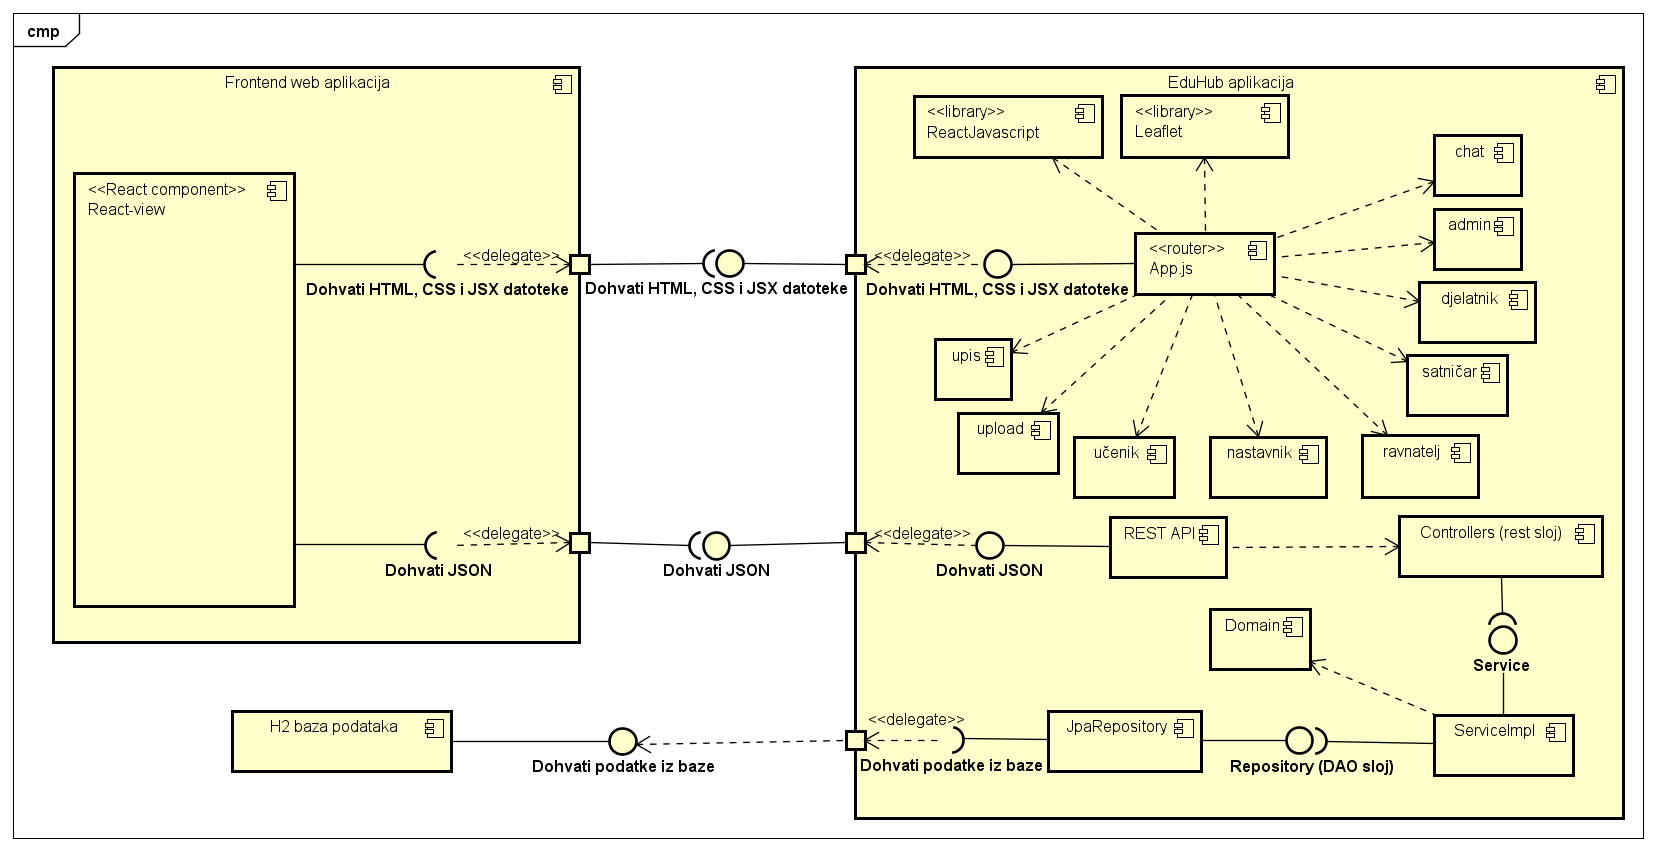 cmp
Frontend web aplikacija
<<React component>>
React-view
<<delegate>>
Dohvati HTML, CSS i JSX datoteke
Dohvati HTML, CSS i JSX datoteke
<<delegate>>
Dohvati JSON
Dohvati JSON
H2 baza podataka
Dohvati podatke iz baze
EduHub aplikacija
<<library>>
ReactJavascript
<<library>>
Leaflet
chat
admin
<<delegate>>
Dohvati HTML, CSS i JSX datoteke
<<router>>
App.js
djelatnik
upis
satničar
upload
učenik
nastavnik
ravnatelj
<<delegate>>
Dohvati JSON
REST API
Controllers (rest sloj)
Domain
Service
<<delegate>>
Dohvati podatke iz baze
JpaRepository
Repository (DAO sloj)
ServiceImpl